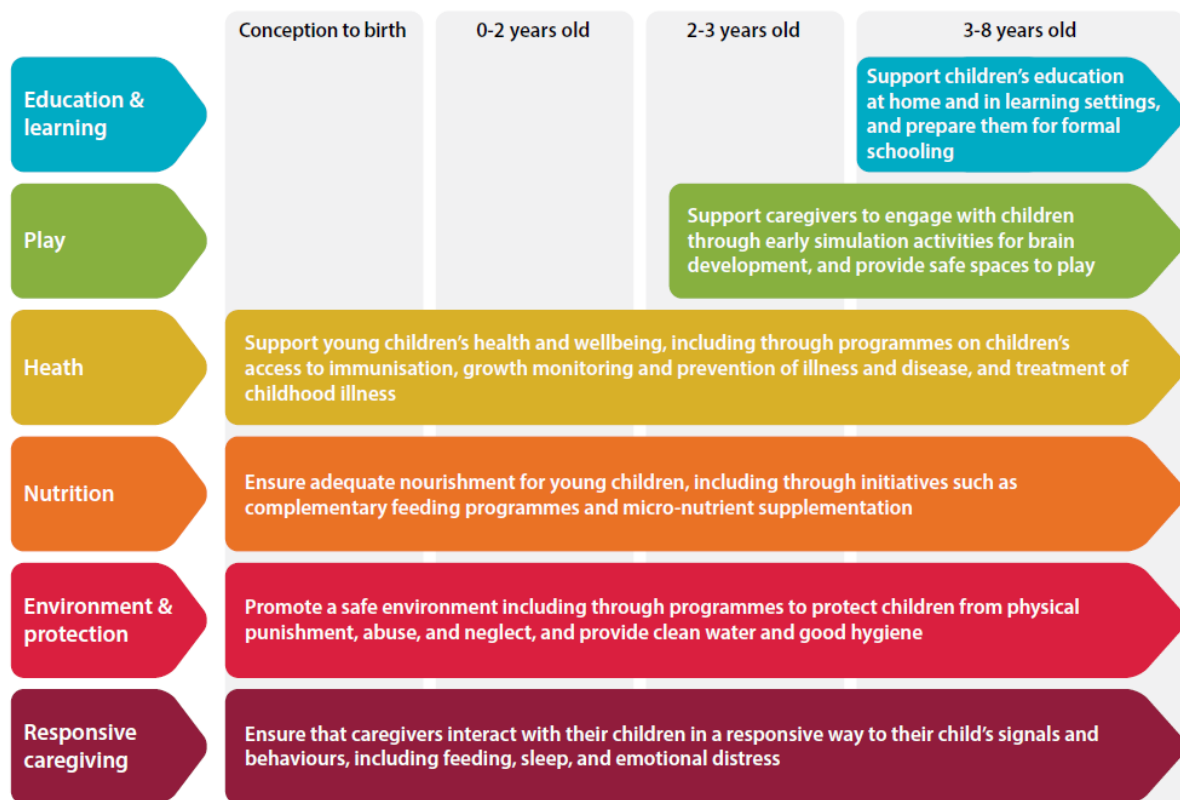 Conception to birth
0-2 years old
2-3 years old
3-8 years old
Education &
learning
Support children’s education
at home and in learning settings,
and prepare them for formal
schooling
Play
Support caregivers to engage with children
through early simulation activities for brain
development, and provide safe spaces to play
Heath
Support young children’s health and wellbeing, including through programmes on children’s
access to immunisation, growth monitoring and prevention of illness and disease, and treatment of
childhood illness
Nutrition
Ensure adequate nourishment for young children, including through initiatives such as
complementary feeding programmes and micro-nutrient supplementation
Environment &
protection
Promote a safe environment including through programmes to protect children from physical
punishment, abuse, and neglect, and provide clean water and good hygiene
Responsive
caregiving
Ensure that caregivers interact with their children in a responsive way to their child’s signals and
behaviours, including feeding, sleep, and emotional distress